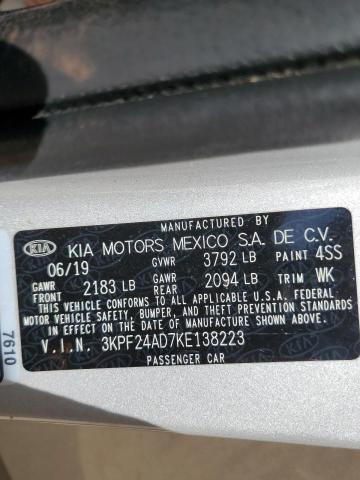 MANUFACTURED BY
KIA KIA MOTORS MEXICO S.A. DE C.V.
06/19 GVWR 3792 LB PAINT 4SS
GAWR FRONT 2183 LB GAWR REAR 2094 LB TRIM WK
THIS VEHICLE CONFORMS TO ALL APPLICABLE U.S.A. FEDERAL
MOTOR VEHICLE SAFETY, BUMPER, AND THEFT PREVENTION STANDARDS
IN EFFECT ON THE DATE OF MANUFACTURE SHOWN ABOVE.
V.I.N. 3KPF24AD7KE138223
PASSENGER CAR
7610